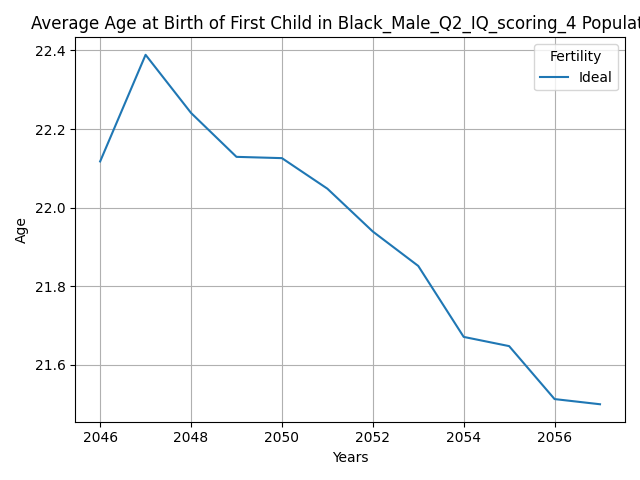 Average Age at Birth of First Child in Black_Male_Q2_IQ_scoring_4 Populat
Fertility
Ideal
22.4
22.2
22.0
21.8
21.6
Age
2046 2048 2050 2052 2054 2056
Years